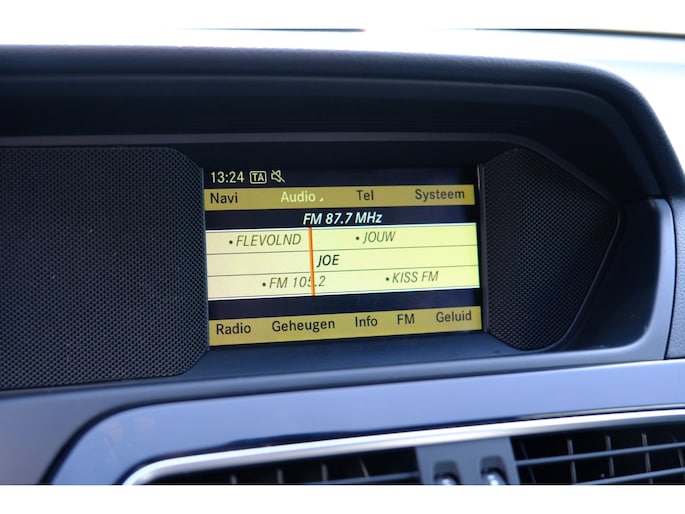 13:24 TA
Navi Audio Tel Systeem
FM 87.7 MHz
• FLEVOLND • JOUW
JOE
• FM 105.2 • KISS FM
Radio Geheugen Info FM Geluid